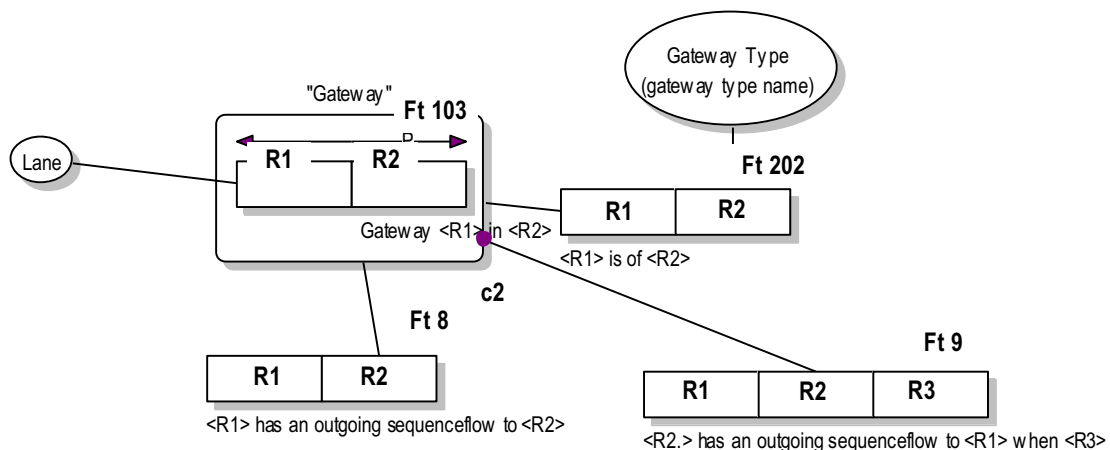 Gateway Type
(gateway type name)
"Gateway"
Ft 103
R1 R2
Lane
Ft 202
R1 R2
Gateway <R1> in <R2>
<R1> is of <R2>
c2
Ft 8
Ft 9
R1 R2
R1 R2 R3
<R1> has an outgoing sequenceflow to <R2>
<R2.> has an outgoing sequenceflow to <R1> when <R3>